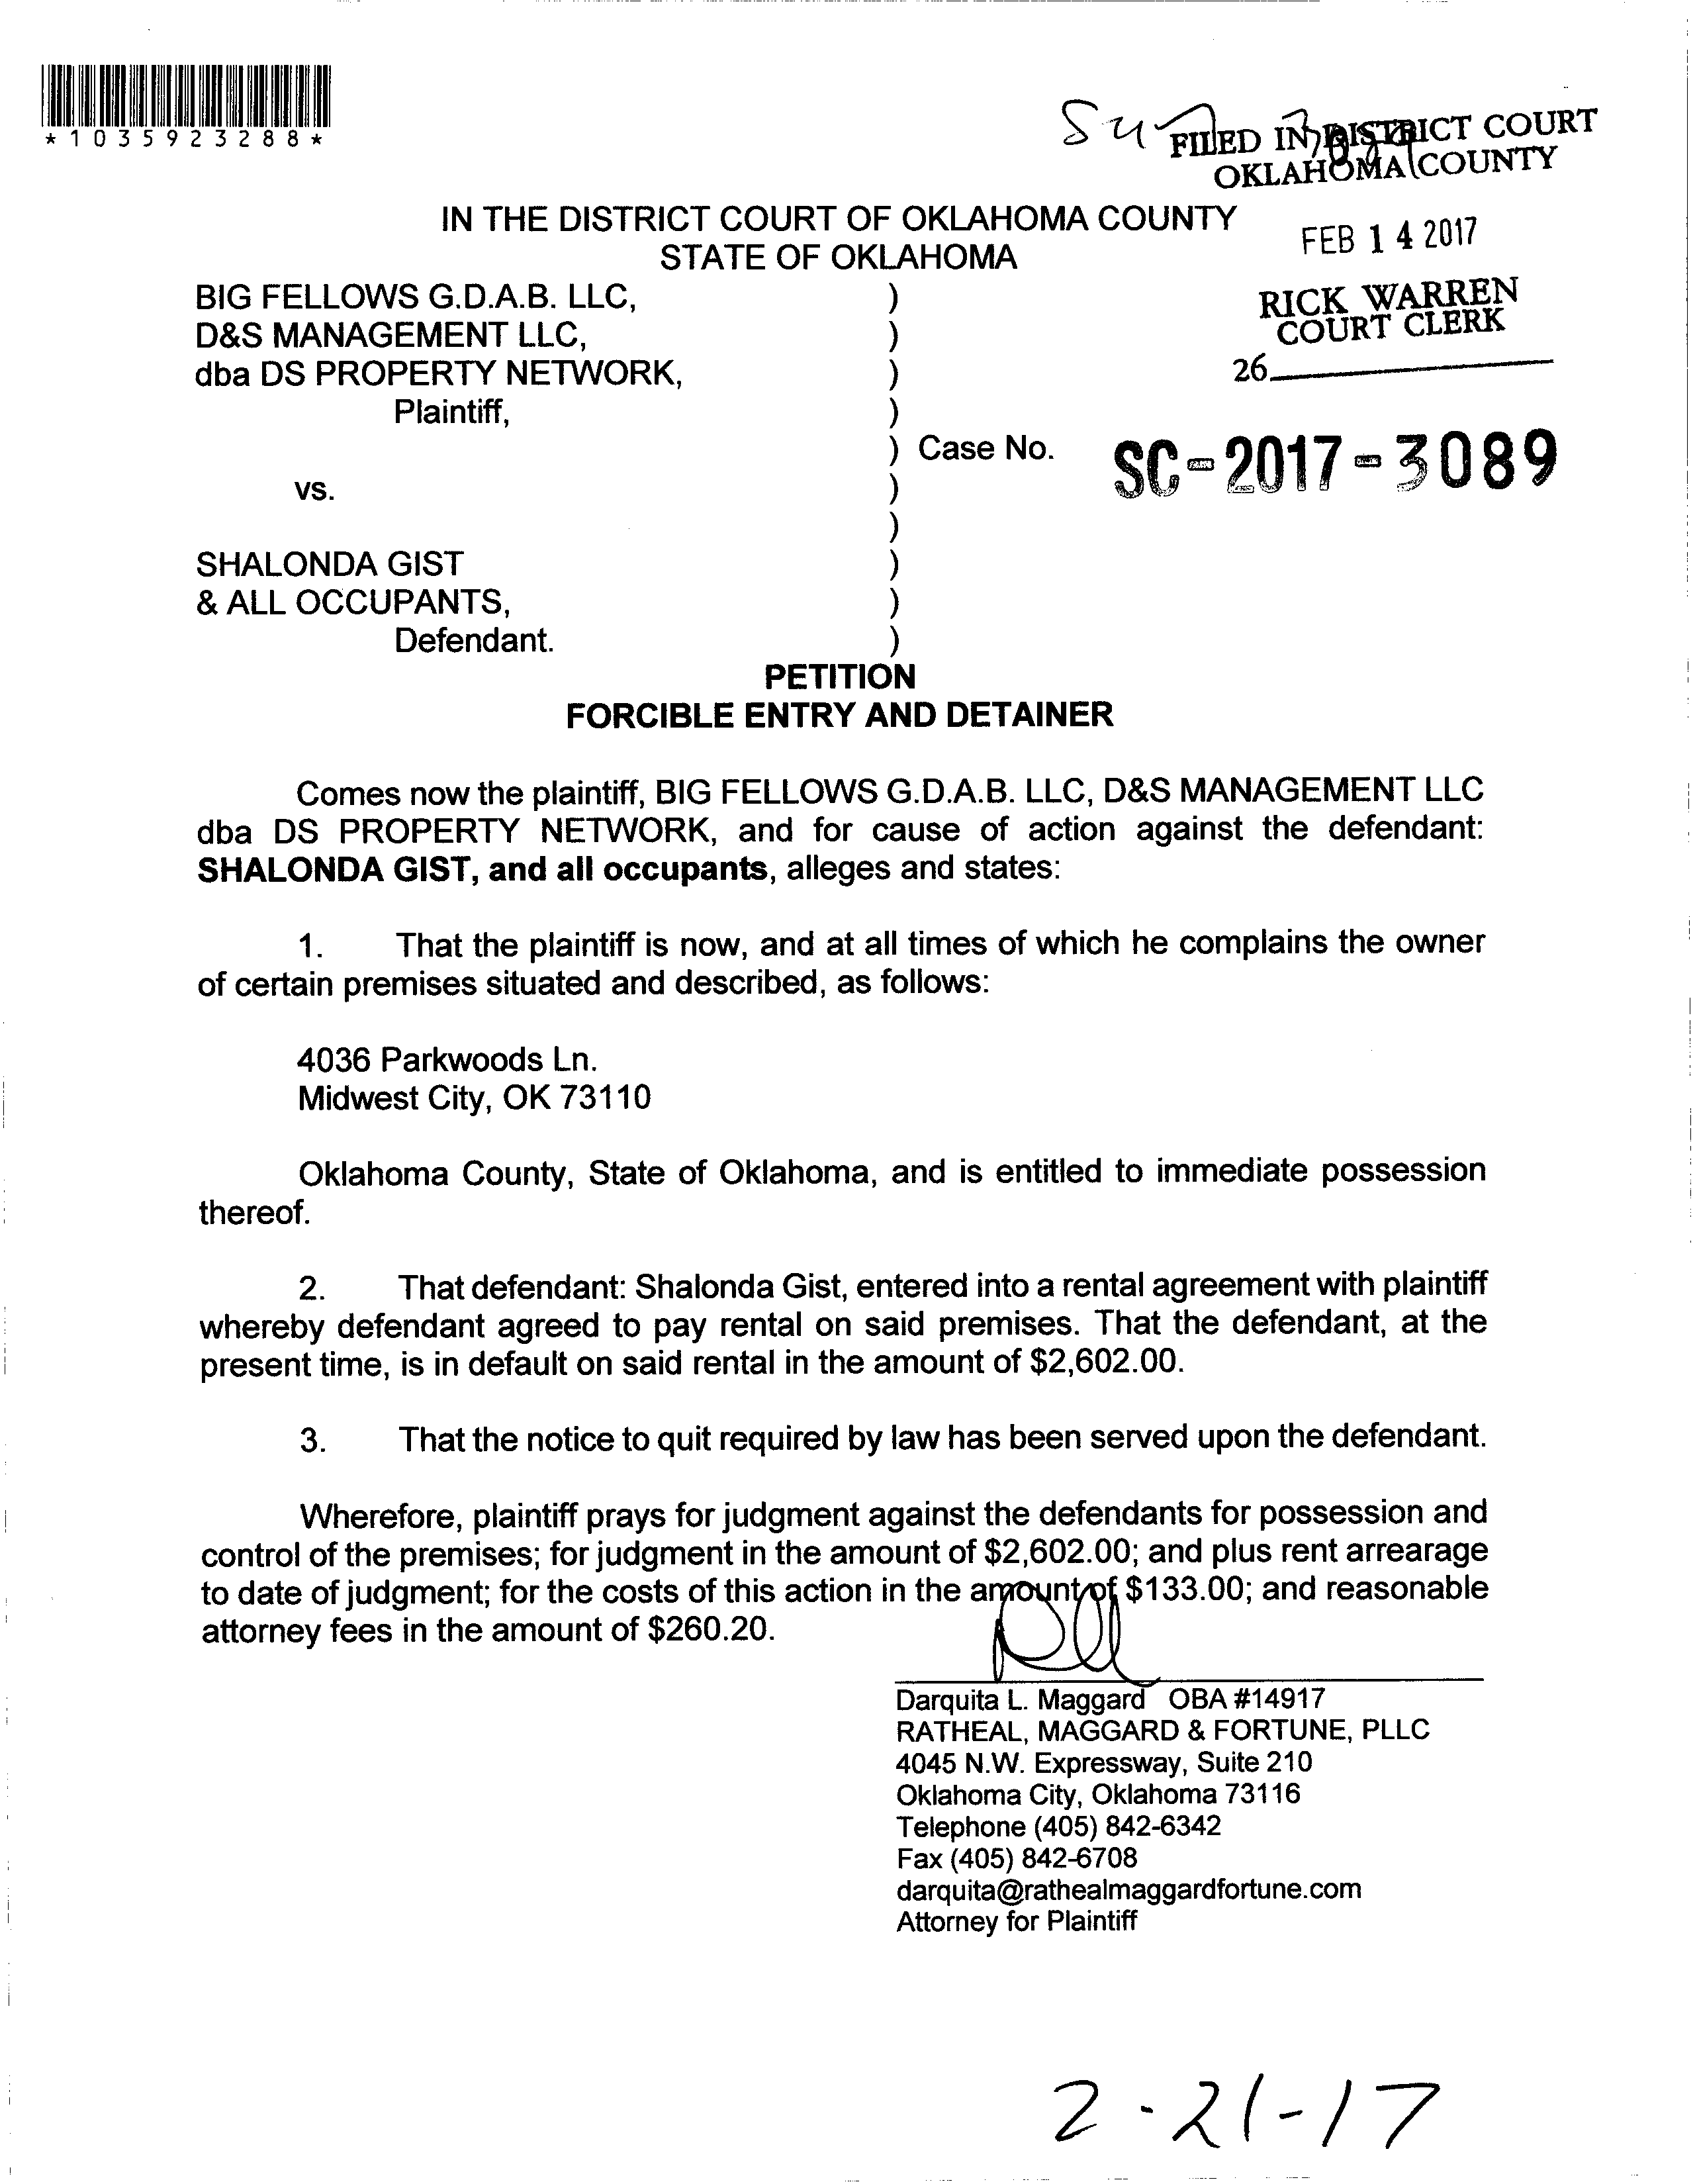 *1035923288*
FILED IN DISTRICT COURT
OKLAHOMA COUNTY
IN THE DISTRICT COURT OF OKLAHOMA COUNTY
STATE OF OKLAHOMA
FEB 14 2017
RICK WARREN
COURT CLERK
26
BIG FELLOWS G.D.A.B. LLC, )
D&S MANAGEMENT LLC, )
dba DS PROPERTY NETWORK, )
Plaintiff, )
) Case No. SC-2017-3089
vs. )
)
SHALONDA GIST )
& ALL OCCUPANTS, )
Defendant. )
PETITION
FORCIBLE ENTRY AND DETAINER
Comes now the plaintiff, BIG FELLOWS G.D.A.B. LLC, D&S MANAGEMENT LLC
dba DS PROPERTY NETWORK, and for cause of action against the defendant:
SHALONDA GIST, and all occupants, alleges and states:
1. That the plaintiff is now, and at all times of which he complains the owner
of certain premises situated and described, as follows:
4036 Parkwoods Ln.
Midwest City, OK 73110
Oklahoma County, State of Oklahoma, and is entitled to immediate possession
thereof.
2. That defendant: Shalonda Gist, entered into a rental agreement with plaintiff
whereby defendant agreed to pay rental on said premises. That the defendant, at the
present time, is in default on said rental in the amount of $2,602.00.
3. That the notice to quit required by law has been served upon the defendant.
Wherefore, plaintiff prays for judgment against the defendants for possession and
control of the premises; for judgment in the amount of $2,602.00; and plus rent arrearage
to date of judgment; for the costs of this action in the amount of $133.00; and reasonable
attorney fees in the amount of $260.20.
Darquita L. Maggard OBA #14917
RATHEAL, MAGGARD & FORTUNE, PLLC
4045 N.W. Expressway, Suite 210
Oklahoma City, Oklahoma 73116
Telephone (405) 842-6342
Fax (405) 842-6708
darquita@rathealmaggardfortune.com
Attorney for Plaintiff
2-21-17